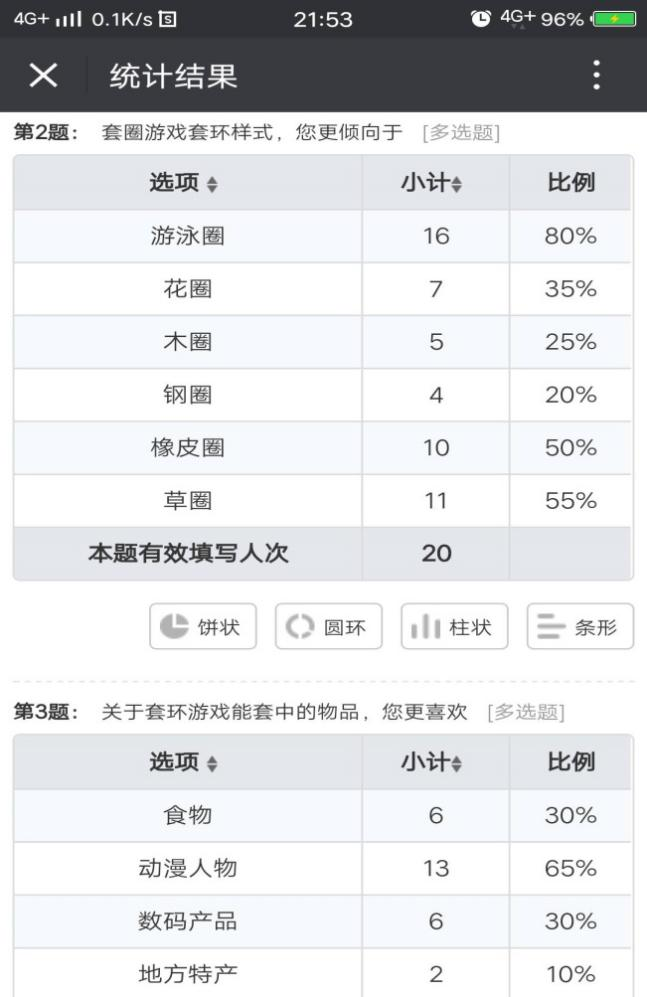 4G+ 0.1K/s 21:53 4G+ 96%
统计结果
第2题： 套圈游戏套环样式，您更倾向于 [多选题]
选项 小计 比例
游泳圈 16 80%
花圈 7 35%
木圈 5 25%
钢圈 4 20%
橡皮圈 10 50%
草圈 11 55%
本题有效填写人次 20
饼状 圆环 柱状 条形
第3题： 关于套环游戏能套中的物品，您更喜欢 [多选题]
选项 小计 比例
食物 6 30%
动漫人物 13 65%
数码产品 6 30%
地方特产 2 10%